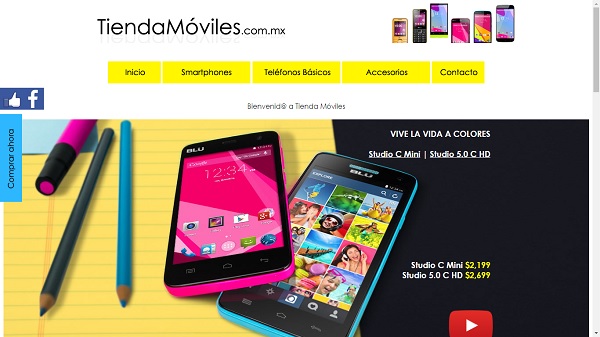 TiendaMóviles.com.mx
Inicio Smartphones Teléfonos Básicos Accesorios Contacto
Bienvenid@ a Tienda Móviles
Comprar ahora
VIVE LA VIDA A COLORES
Studio C Mini | Studio 5.0 C HD
BLU
Google
12:34
EXPLORE
BLU
Studio C Mini $2,199
Studio 5.0 C HD $2,699